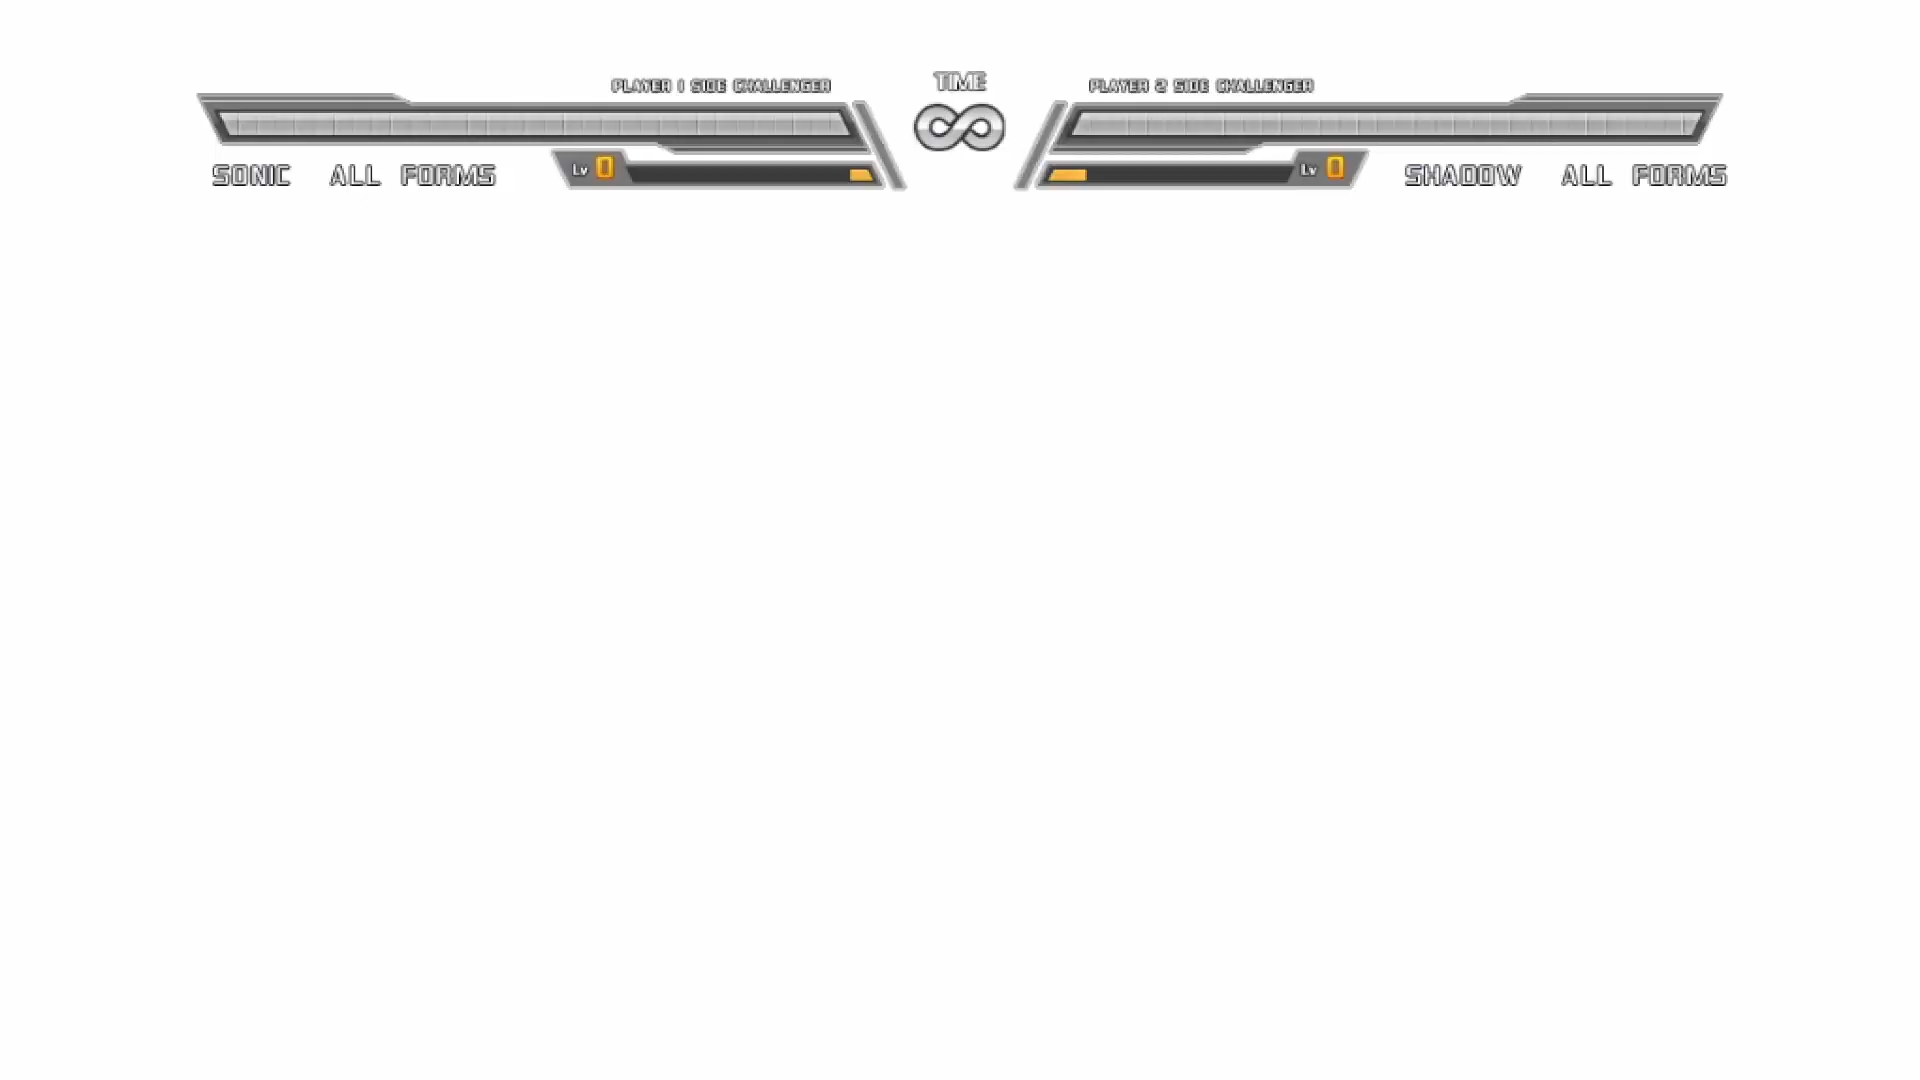 PLAYER 1 SIDE CHALLENGER
TIME
PLAYER 2 SIDE CHALLENGER
SONIC ALL FORMS
Lv 0
Lv 0
SHADOW ALL FORMS